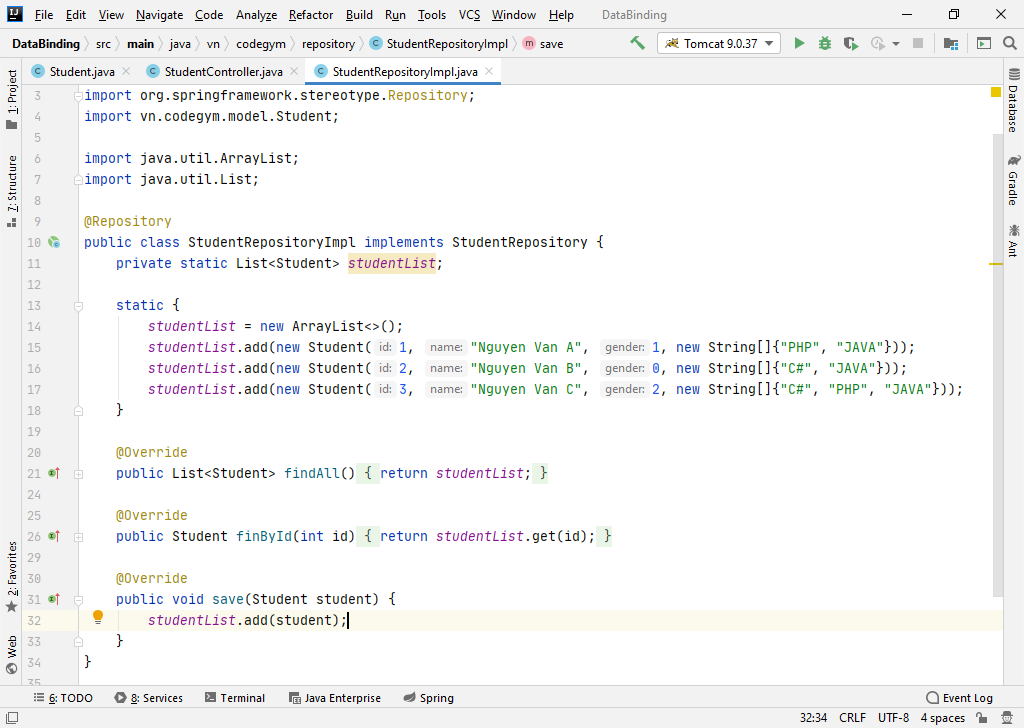 File Edit View Navigate Code Analyze Refactor Build Run Tools VCS Window Help DataBinding
DataBinding src main java vn codegym repository C StudentRepositoryImpl m save Tomcat 9.0.37
C Student.java C StudentController.java C StudentRepositoryImpl.java
1: Project
7: Structure
2: Favorites
Web
3 import org.springframework.stereotype.Repository;
4 import vn.codegym.model.Student;
5
6 import java.util.ArrayList;
7 import java.util.List;
8
9 @Repository
10 public class StudentRepositoryImpl implements StudentRepository {
11 private static List<Student> studentList;
12
13 static {
14 studentList = new ArrayList<>();
15 studentList.add(new Student( id: 1, name: "Nguyen Van A", gender: 1, new String[]{"PHP", "JAVA"}));
16 studentList.add(new Student( id: 2, name: "Nguyen Van B", gender: 0, new String[]{"C#", "JAVA"}));
17 studentList.add(new Student( id: 3, name: "Nguyen Van C", gender: 2, new String[]{"C#", "PHP", "JAVA"}));
18 }
19
20 @Override
21 public List<Student> findAll() { return studentList; }
24
25 @Override
26 public Student finById(int id) { return studentList.get(id); }
29
30 @Override
31 public void save(Student student) {
32 studentList.add(student);
33 }
34 }
35
Database
Gradle
Ant
6: TODO 8: Services Terminal Java Enterprise Spring Event Log
32:34 CRLF UTF-8 4 spaces